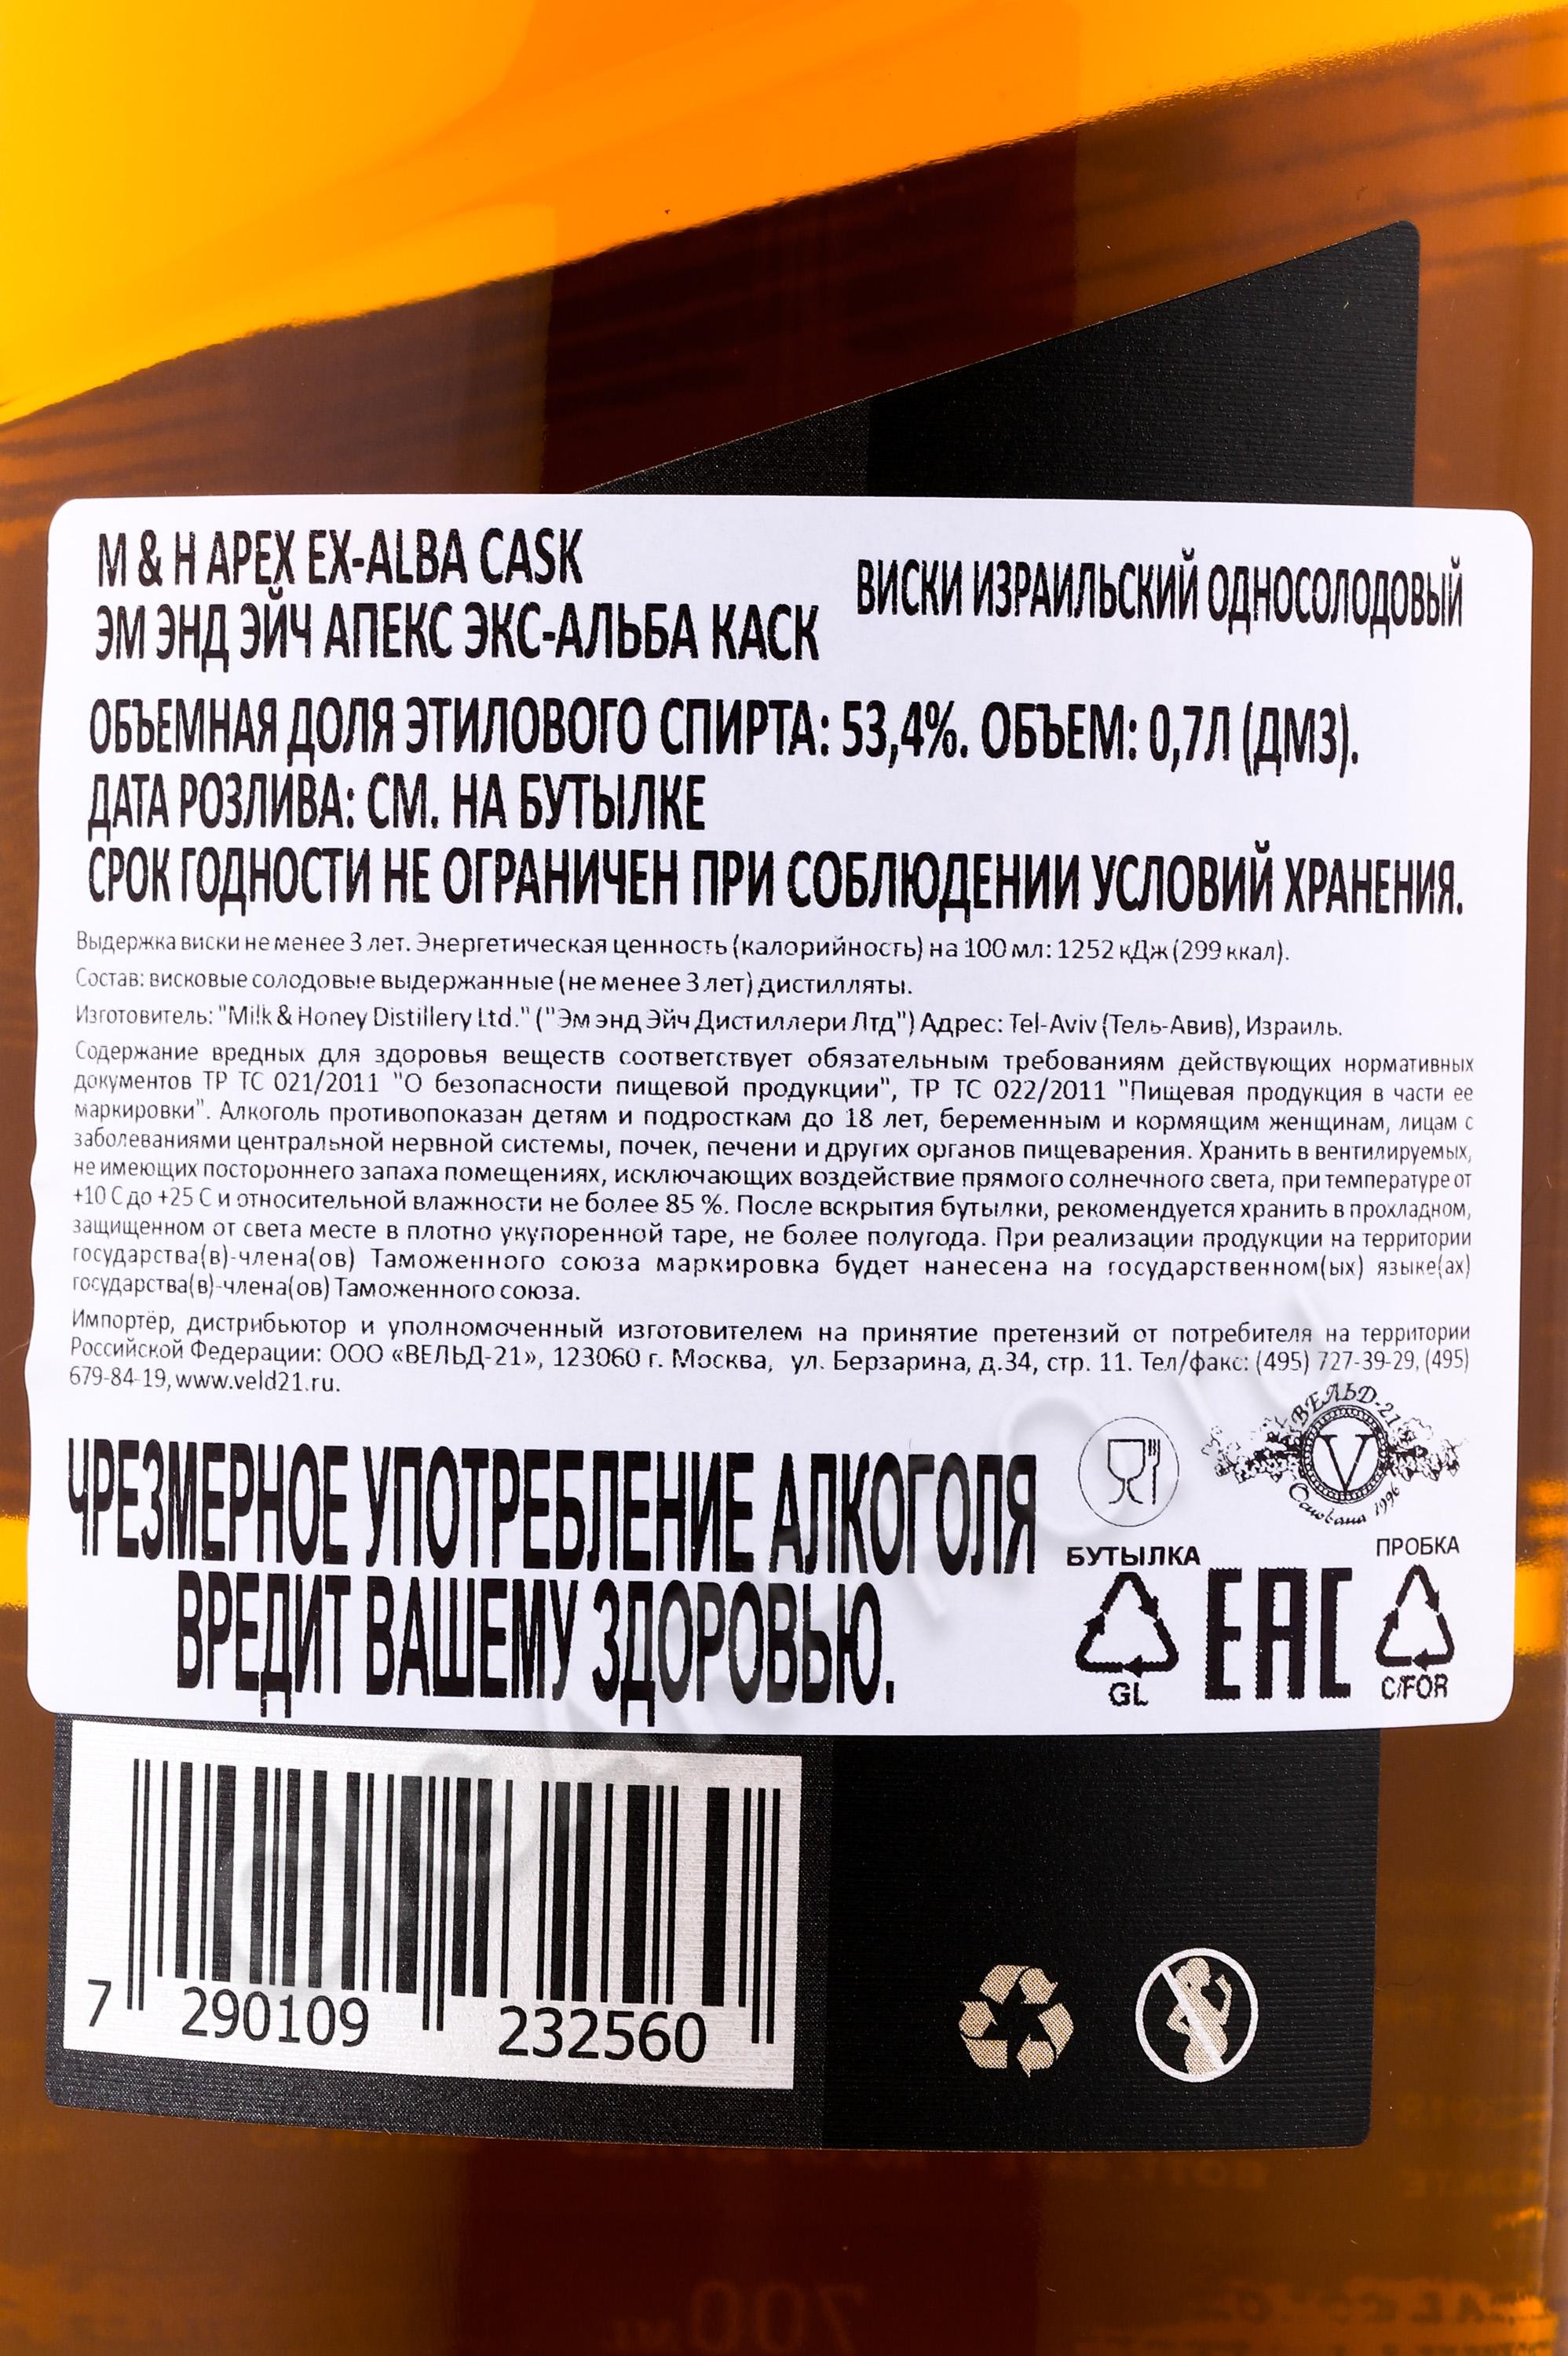 M & H APEX EX-ALBA CASK
ЭМ ЭНД ЭЙЧ АПЕКС ЭКС-АЛЬБА КАСК
ВИСКИ ИЗРАИЛЬСКИЙ ОДНОСОЛОДОВЫЙ
ОБЪЕМНАЯ ДОЛЯ ЭТИЛОВОГО СПИРТА: 53,4%. ОБЪЕМ: 0,7Л (ДМ3).
ДАТА РОЗЛИВА: СМ. НА БУТЫЛКЕ
СРОК ГОДНОСТИ НЕ ОГРАНИЧЕН ПРИ СОБЛЮДЕНИИ УСЛОВИЙ ХРАНЕНИЯ.
Выдержка виски не менее 3 лет. Энергетическая ценность (калорийность) на 100 мл: 1252 кДж (299 ккал).
Состав: висковые солодовые выдержанные (не менее 3 лет) дистилляты.
Изготовитель: "Milk & Honey Distillery Ltd." ("Эм энд Эйч Дистиллери Лтд") Адрес: Tel-Aviv (Тель-Авив), Израиль.
Содержание вредных для здоровья веществ соответствует обязательным требованиям действующих нормативных
документов ТР ТС 021/2011 "О безопасности пищевой продукции", ТР ТС 022/2011 "Пищевая продукция в части ее
маркировки". Алкоголь противопоказан детям и подросткам до 18 лет, беременным и кормящим женщинам, лицам с
заболеваниями центральной нервной системы, почек, печени и других органов пищеварения. Хранить в вентилируемых,
не имеющих постороннего запаха помещениях, исключающих воздействие прямого солнечного света, при температуре от
+10 С до +25 С и относительной влажности не более 85 %. После вскрытия бутылки, рекомендуется хранить в прохладном,
защищенном от света месте в плотно укупоренной таре, не более полугода. При реализации продукции на территории
государства(в)-члена(ов) Таможенного союза маркировка будет нанесена на государственном(ых) языке(ах)
государства(в)-члена(ов) Таможенного союза.
Импортёр, дистрибьютор и уполномоченный изготовителем на принятие претензий от потребителя на территории
Российской Федерации: ООО «ВЕЛЬД-21», 123060 г. Москва, ул. Берзарина, д.34, стр. 11. Тел/факс: (495) 727-39-29, (495)
679-84-19, www.veld21.ru.
ЧРЕЗМЕРНОЕ УПОТРЕБЛЕНИЕ АЛКОГОЛЯ
ВРЕДИТ ВАШЕМУ ЗДОРОВЬЮ.
ВЕЛЬД-21
V
1996
БУТЫЛКА
GL
EAC
ПРОБКА
C/FOR
7 290109 232560